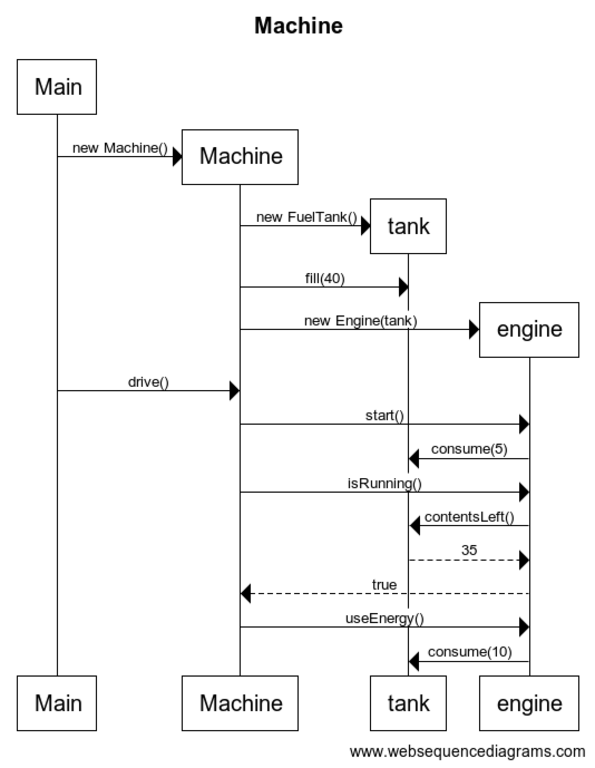 Machine
Main
new Machine()
Machine
new FuelTank()
tank
fill(40)
new Engine(tank)
engine
drive()
start()
consume(5)
isRunning()
contentsLeft()
35
true
useEnergy()
consume(10)
Main
Machine
tank
engine
www.websequencediagrams.com